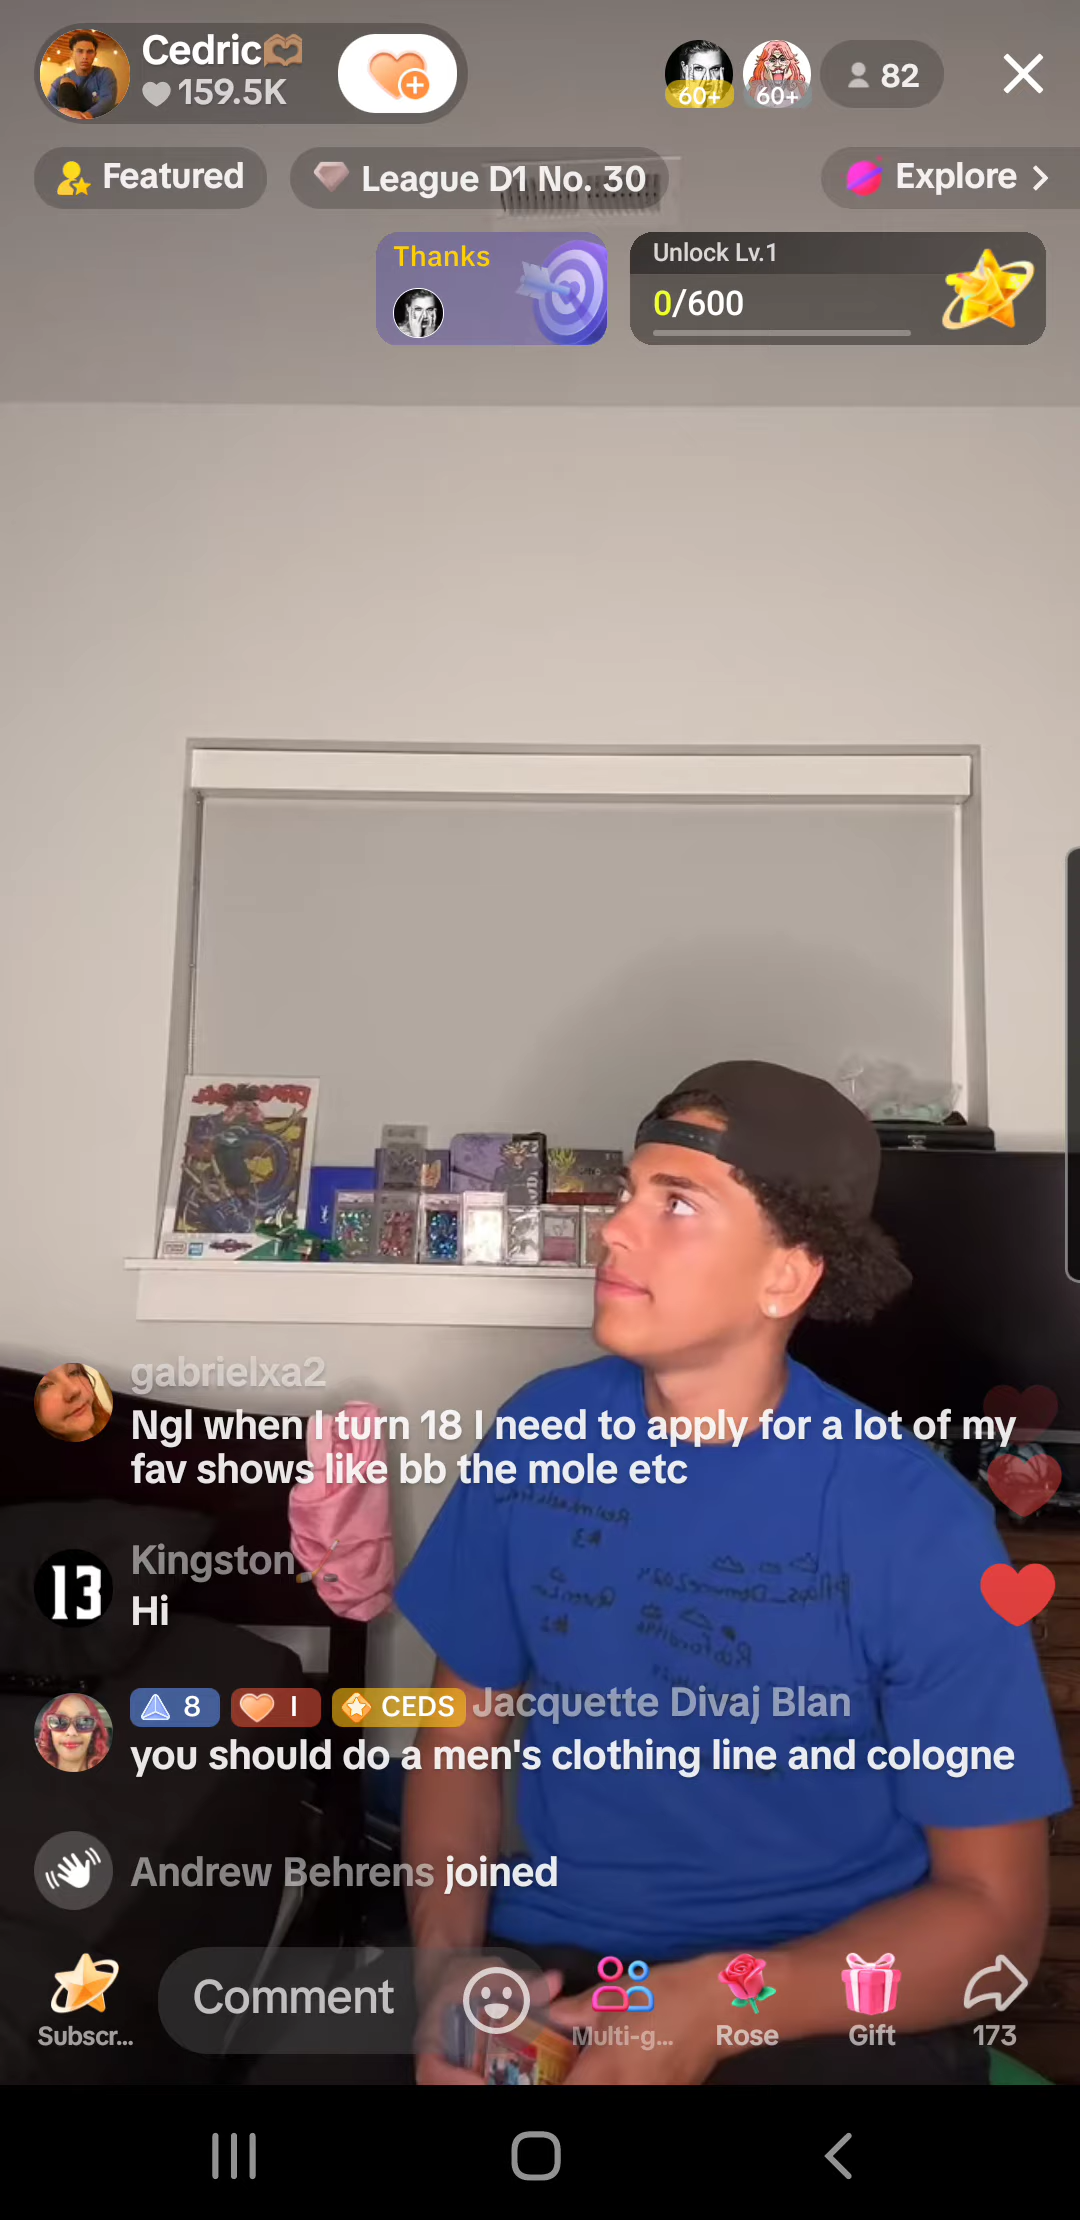 Cedric
159.5K
60+
60+
82
Featured
League D1 No. 30
Explore
Thanks
Unlock Lv.1
0/600
gabrielxa2
Ngl when I turn 18 I need to apply for a lot of my
fav shows like bb the mole etc
13
Kingston
Hi
8
I
CEDS
Jacquette Divaj Blan
you should do a men's clothing line and cologne
Andrew Behrens joined
Comment
Subscr...
Multi-g...
Rose
Gift
173